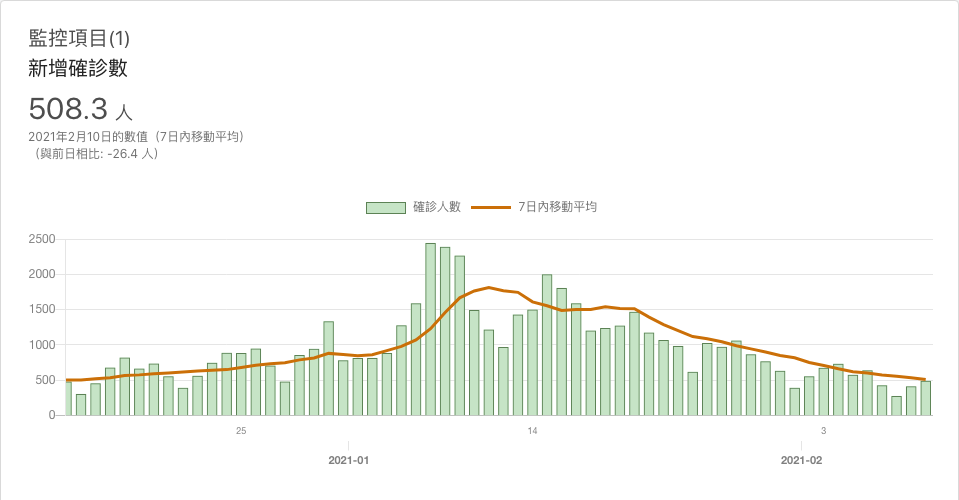 監控項目(1)
新增確診數
508.3 人
2021年2月10日的數值（7日內移動平均）
（與前日相比: -26.4 人）
確診人數 7日內移動平均
2500
2000
1500
1000
500
0
25 14 3
2021-01 2021-02